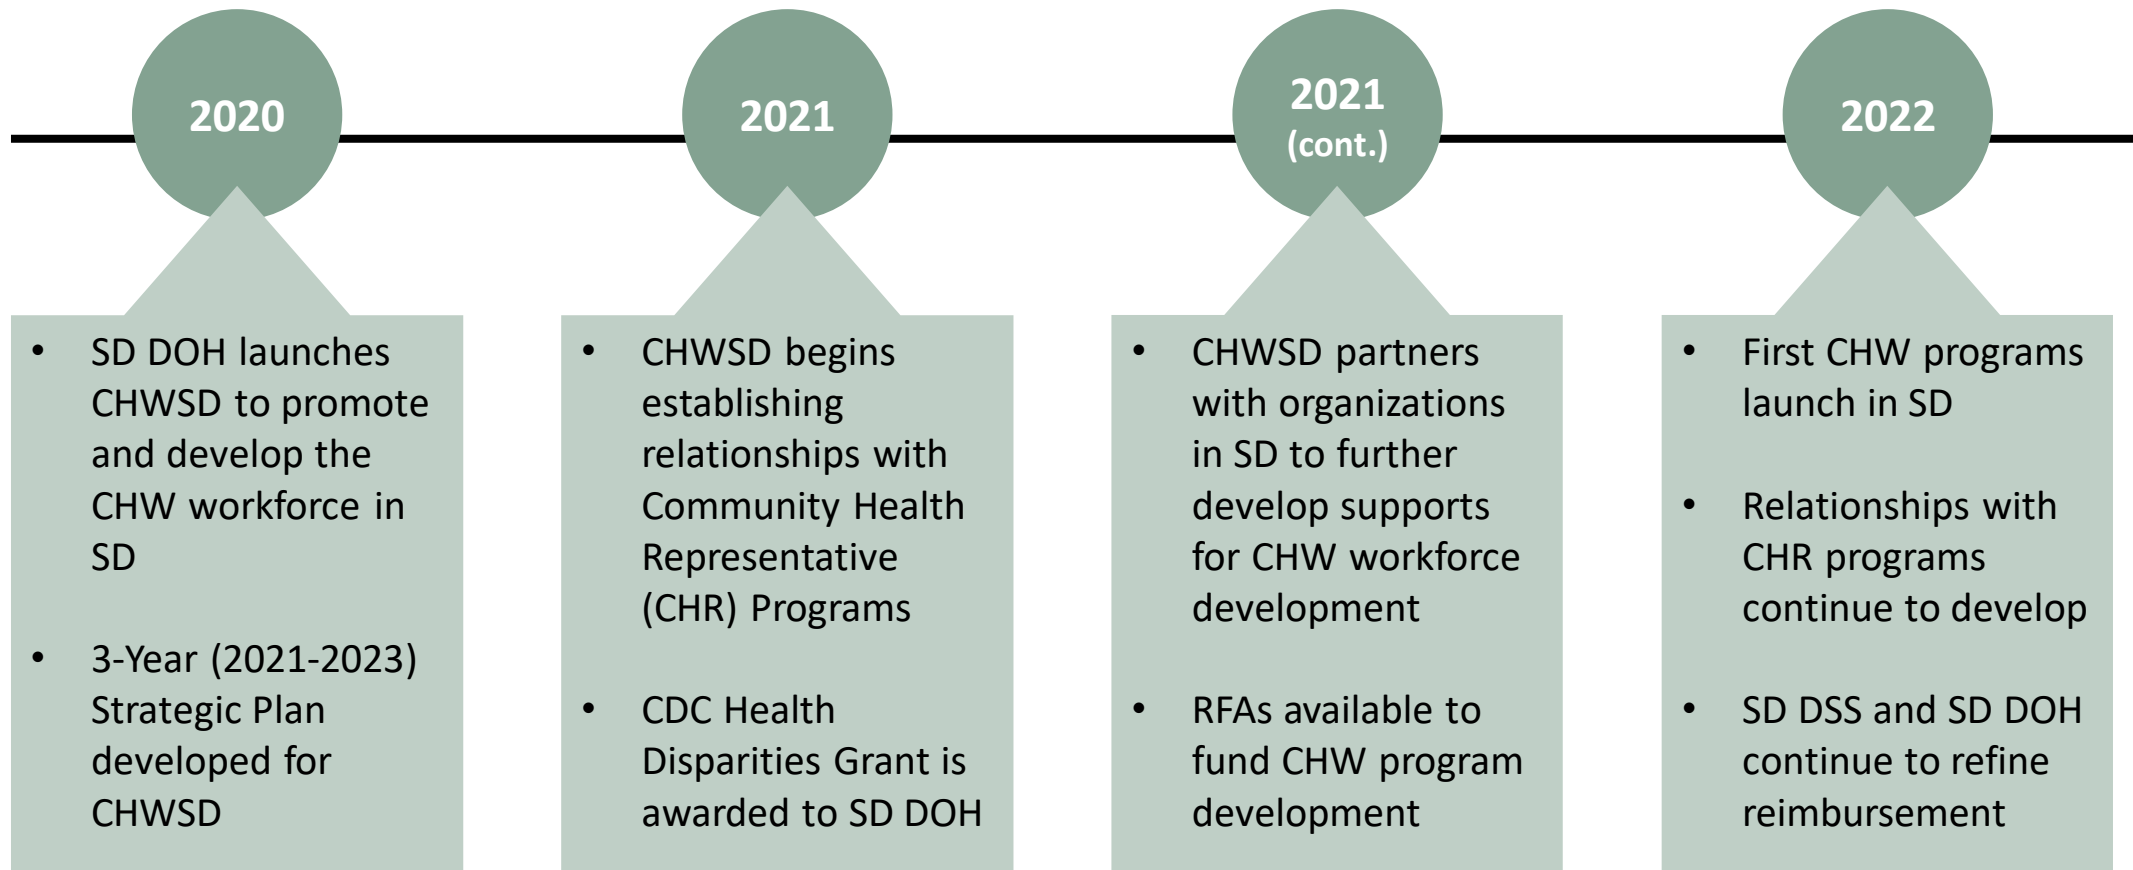 2020
• SD DOH launches
CHWSD to promote
and develop the
CHW workforce in
SD
• 3-Year (2021-2023)
Strategic Plan
developed for
CHWSD
2021
• CHWSD begins
establishing
relationships with
Community Health
Representative
(CHR) Programs
• CDC Health
Disparities Grant is
awarded to SD DOH
2021
(cont.)
• CHWSD partners
with organizations
in SD to further
develop supports
for CHW workforce
development
• RFAs available to
fund CHW program
development
2022
• First CHW programs
launch in SD
• Relationships with
CHR programs
continue to develop
• SD DSS and SD DOH
continue to refine
reimbursement